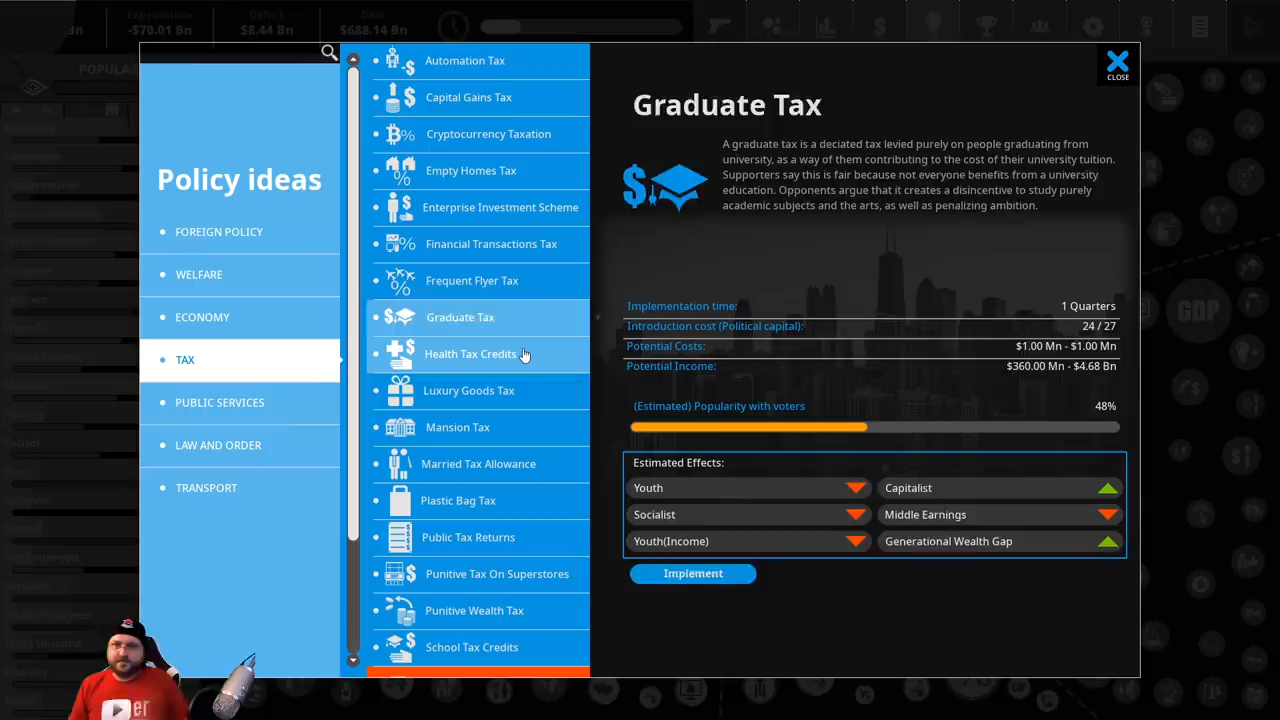 Expenditure
Deficit
Debt
Bn
-$70.01 Bn
$8.44 Bn
$688.14 Bn
CLOSE
Policy ideas
FOREIGN POLICY
WELFARE
ECONOMY
TAX
PUBLIC SERVICES
LAW AND ORDER
TRANSPORT
Automation Tax
Capital Gains Tax
Cryptocurrency Taxation
Empty Homes Tax
Enterprise Investment Scheme
Financial Transactions Tax
Frequent Flyer Tax
Graduate Tax
Health Tax Credits
Luxury Goods Tax
Mansion Tax
Married Tax Allowance
Plastic Bag Tax
Public Tax Returns
Punitive Tax On Superstores
Punitive Wealth Tax
School Tax Credits
Graduate Tax
A graduate tax is a deciated tax levied purely on people graduating from
university, as a way of them contributing to the cost of their university tuition.
Supporters say this is fair because not everyone benefits from a university
education. Opponents argue that it creates a disincentive to study purely
academic subjects and the arts, as well as penalizing ambition.
Implementation time: 1 Quarters
Introduction cost (Political capital): 24 / 27
Potential Costs: $1.00 Mn - $1.00 Mn
Potential Income: $360.00 Mn - $4.68 Bn
(Estimated) Popularity with voters 48%
Estimated Effects:
Youth Capitalist
Socialist Middle Earnings
Youth(Income) Generational Wealth Gap
Implement
GDP